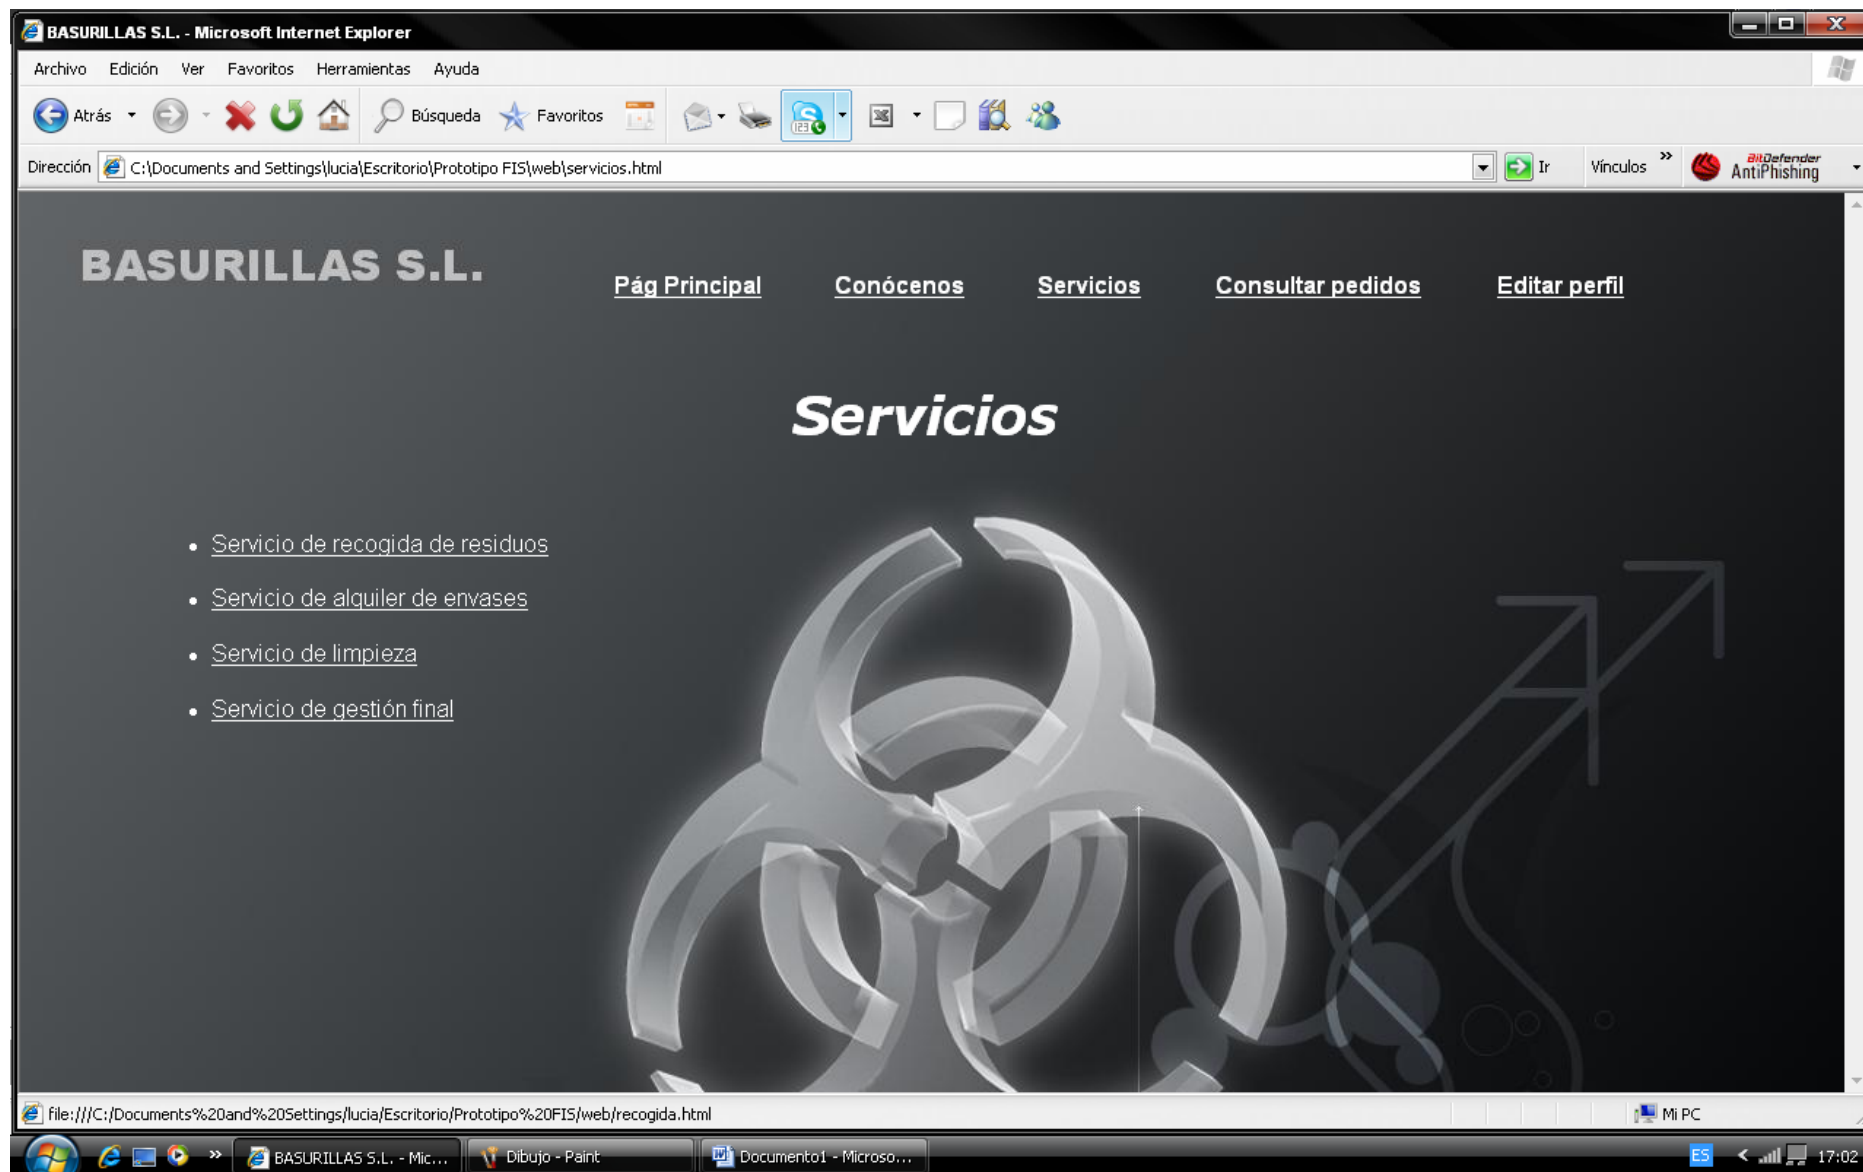 BASURILLAS S.L. - Microsoft Internet Explorer
Archivo Edición Ver Favoritos Herramientas Ayuda
Atrás Búsqueda Favoritos 123
Dirección C:\Documents and Settings\lucia\Escritorio\Prototipo FIS\web\servicios.html Ir Vínculos » BitDefender AntiPhishing
BASURILLAS S.L.
Pág Principal Conócenos Servicios Consultar pedidos Editar perfil
Servicios
• Servicio de recogida de residuos
• Servicio de alquiler de envases
• Servicio de limpieza
• Servicio de gestión final
file:///C:/Documents%20and%20Settings/lucia/Escritorio/Prototipo%20FIS/web/recogida.html Mi PC
» BASURILLAS S.L. - Mic... Dibujo - Paint Documento1 - Microso... ES 17:02